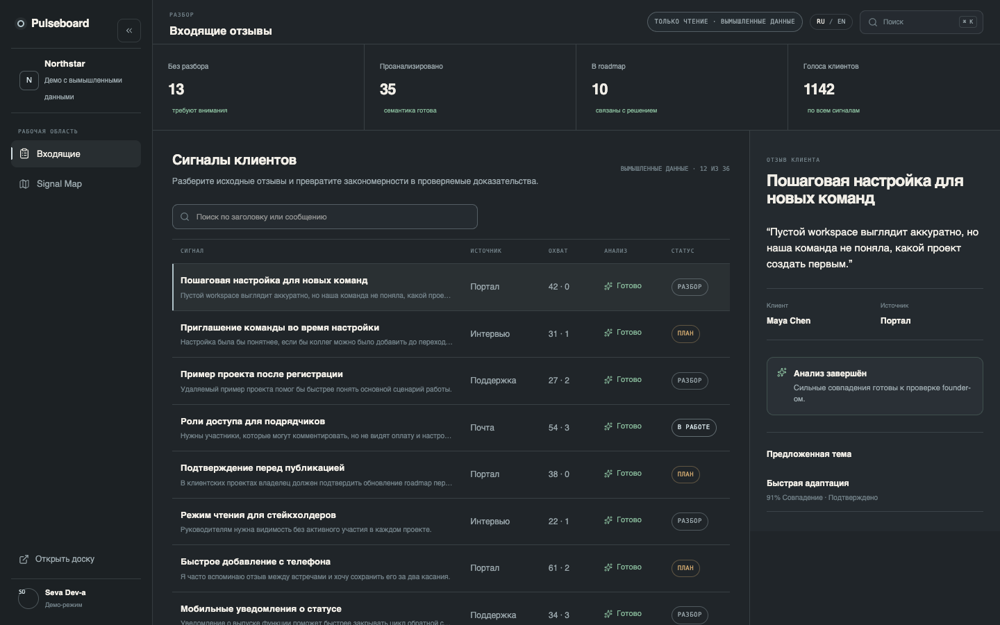 Pulseboard
Northstar
N
Демо с вымышленными
данными
РАБОЧАЯ ОБЛАСТЬ
Входящие
Signal Map
Открыть доску
SD
Seva Dev-a
Демо-режим
РАЗБОР
Входящие отзывы
ТОЛЬКО ЧТЕНИЕ · ВЫМЫШЛЕННЫЕ ДАННЫЕ
RU / EN
Поиск
⌘ K
Без разбора
13
требуют внимания
Проанализировано
35
семантика готова
В roadmap
10
связаны с решением
Голоса клиентов
1142
по всем сигналам
Сигналы клиентов
Разберите исходные отзывы и превратите закономерности в проверяемые доказательства.
ВЫМЫШЛЕННЫЕ ДАННЫЕ · 12 ИЗ 36
Поиск по заголовку или сообщению
СИГНАЛ ИСТОЧНИК ОХВАТ АНАЛИЗ СТАТУС
Пошаговая настройка для новых команд
Пустой workspace выглядит аккуратно, но наша команда не поняла, какой прое…
Портал 42 · 0 Готово РАЗБОР
Приглашение команды во время настройки
Настройка была бы понятнее, если бы коллег можно было добавить до переход…
Интервью 31 · 1 Готово ПЛАН
Пример проекта после регистрации
Удаляемый пример проекта помог бы быстрее понять основной сценарий работы.
Поддержка 27 · 2 Готово РАЗБОР
Роли доступа для подрядчиков
Нужны участники, которые могут комментировать, но не видят оплату и настро…
Почта 54 · 3 Готово В РАБОТЕ
Подтверждение перед публикацией
В клиентских проектах владелец должен подтвердить обновление roadmap пер…
Портал 38 · 0 Готово ПЛАН
Режим чтения для стейкхолдеров
Руководителям нужна видимость без активного участия в каждом проекте.
Интервью 22 · 1 Готово РАЗБОР
Быстрое добавление с телефона
Я часто вспоминаю отзыв между встречами и хочу сохранить его за два касания.
Портал 61 · 2 Готово ПЛАН
Мобильные уведомления о статусе
Уведомление о выпуске функции поможет быстрее закрывать цикл обратной с…
Поддержка 34 · 3 Готово РАЗБОР
ОТЗЫВ КЛИЕНТА
Пошаговая настройка для
новых команд
“Пустой workspace выглядит аккуратно, но
наша команда не поняла, какой проект
создать первым.”
Клиент Источник
Maya Chen Портал
Анализ завершён
Сильные совпадения готовы к проверке founder-
ом.
Предложенная тема
Быстрая адаптация
91% Совпадение · Подтверждено